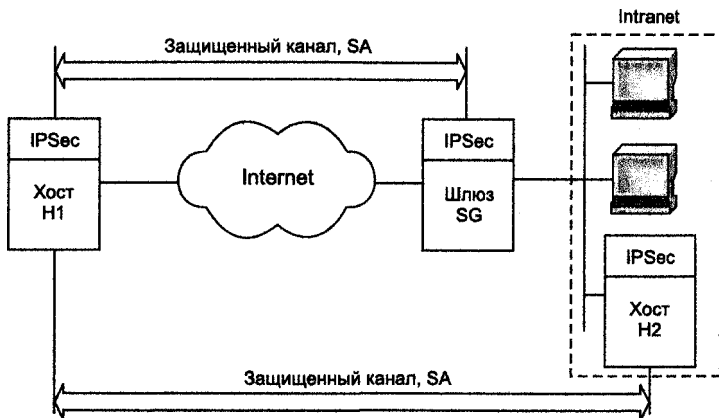 Intranet
Защищенный канал, SA
IPSec
Хост
H1
Internet
IPSec
Шлюз
SG
IPSec
Хост
H2
Защищенный канал, SA